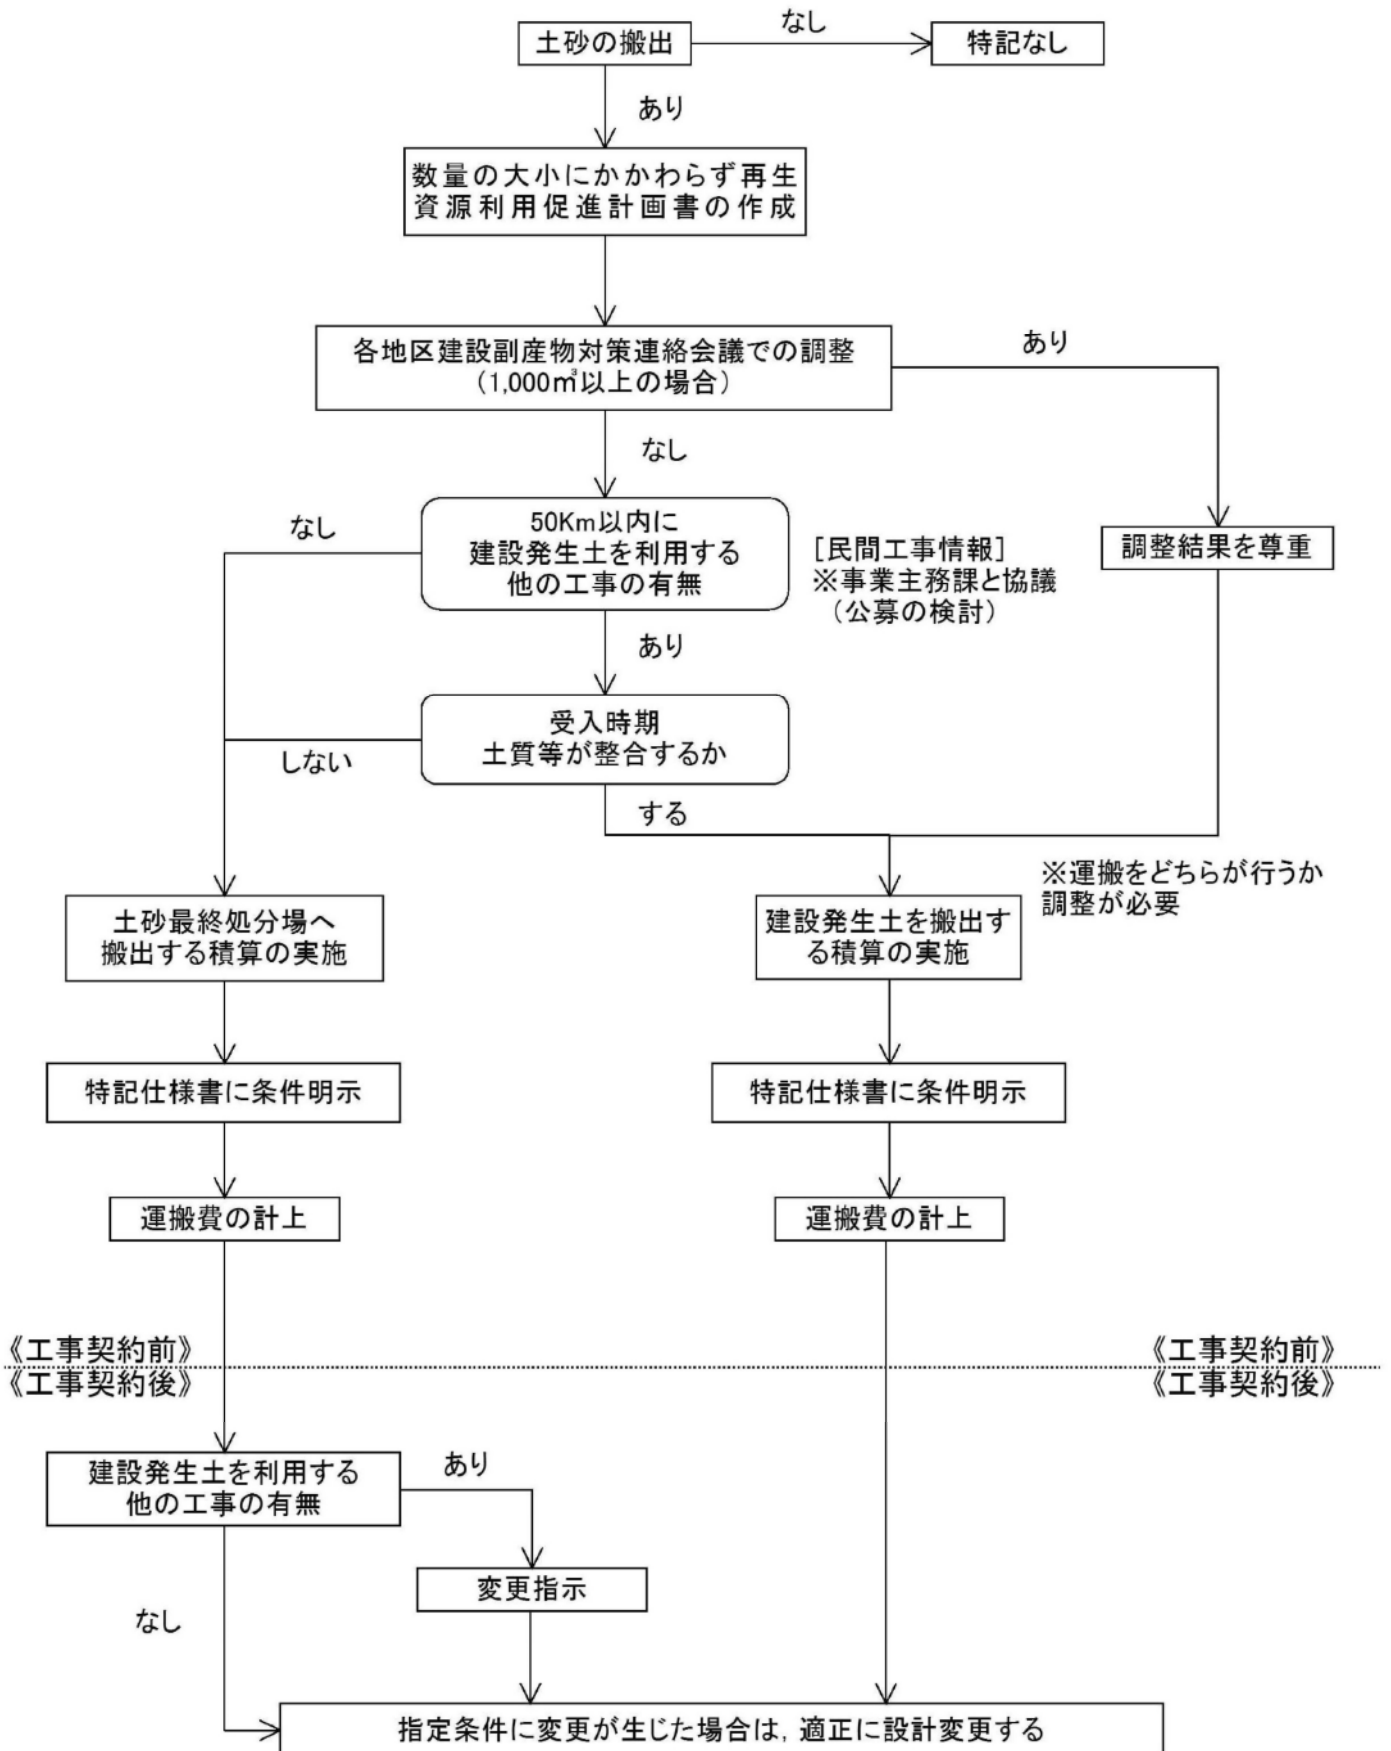 土砂の搬出
なし
特記なし
あり
数量の大小にかかわらず再生
資源利用促進計画書の作成
各地区建設副産物対策連絡会議での調整
(1,000㎥以上の場合)
あり
なし
なし
50Km以内に
建設発生土を利用する
他の工事の有無
[民間工事情報]
※事業主務課と協議
(公募の検討)
調整結果を尊重
あり
受入時期
土質等が整合するか
しない
する
※運搬をどちらが行うか
調整が必要
土砂最終処分場へ
搬出する積算の実施
建設発生土を搬出す
る積算の実施
特記仕様書に条件明示
特記仕様書に条件明示
運搬費の計上
運搬費の計上
《工事契約前》
《工事契約前》
《工事契約後》
《工事契約後》
建設発生土を利用する
他の工事の有無
あり
変更指示
なし
指定条件に変更が生じた場合は,適正に設計変更する